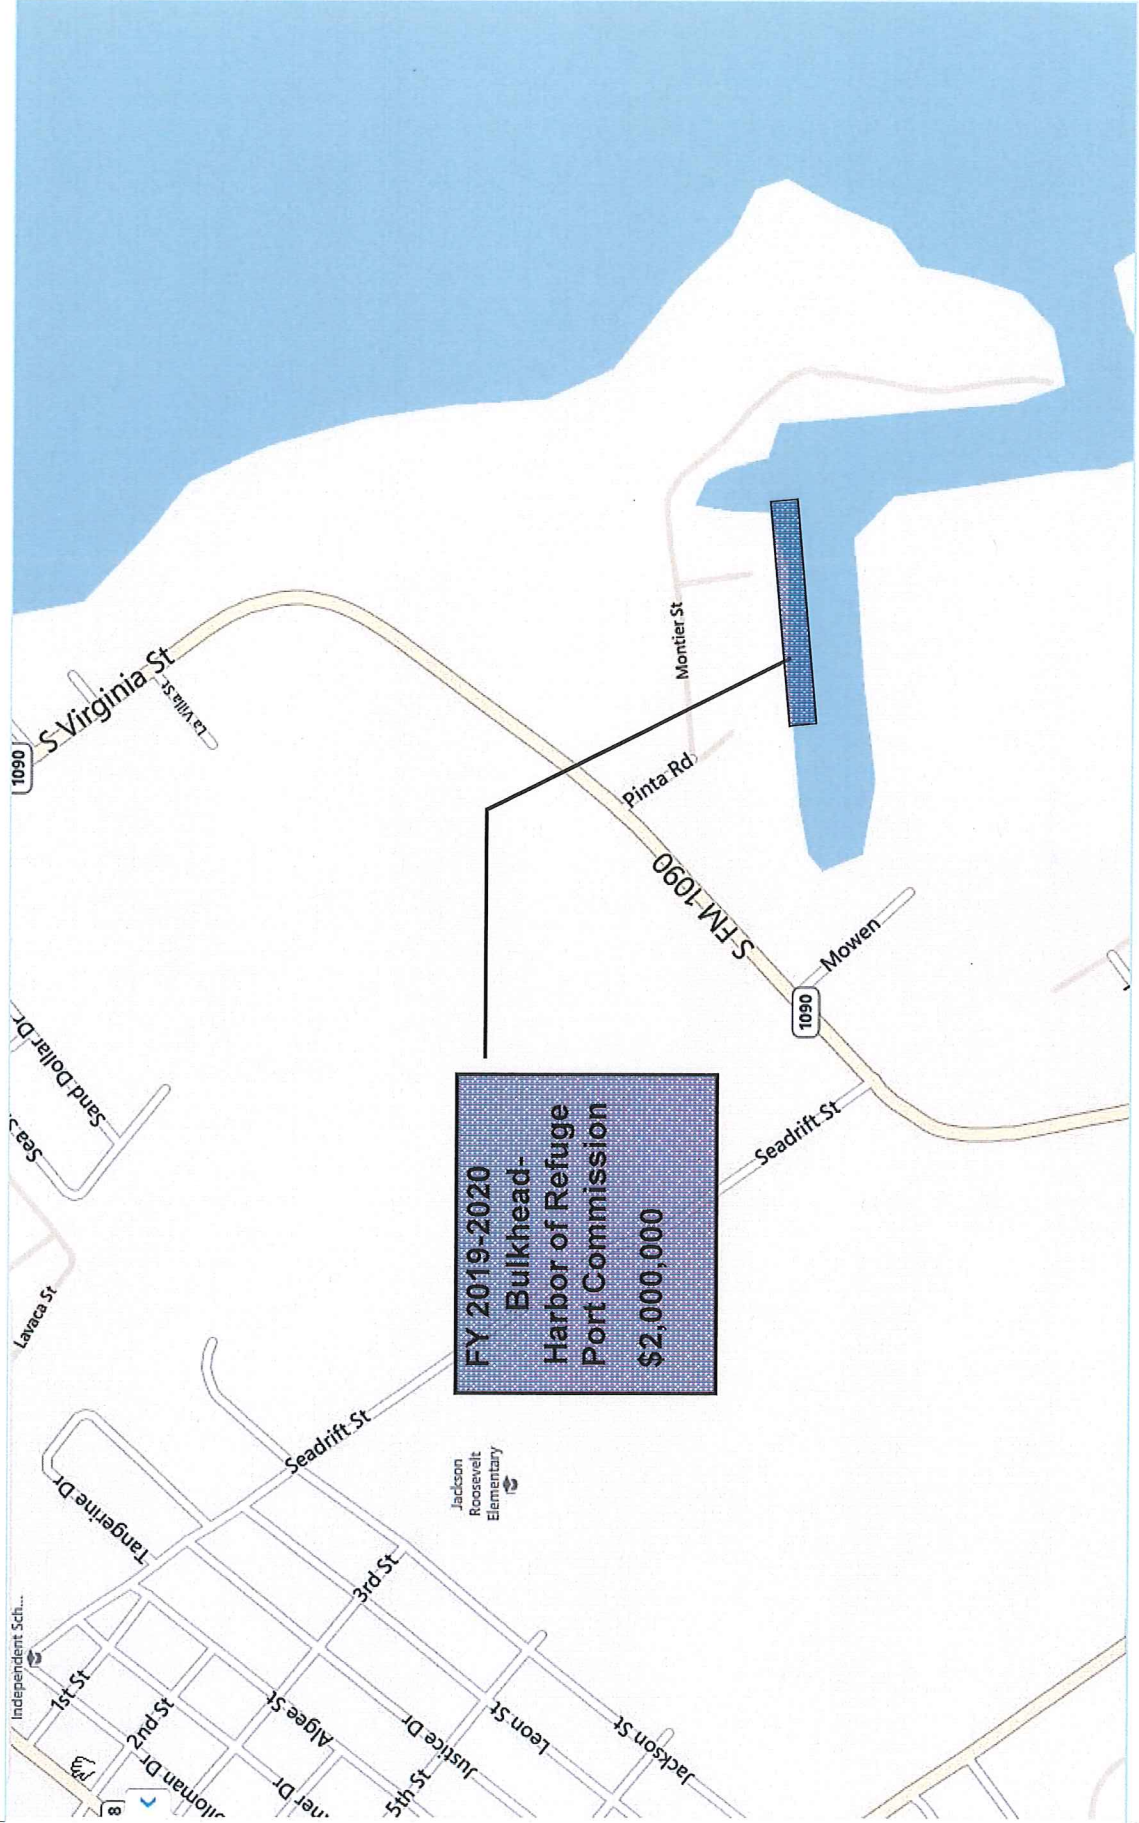 Independent Sch...
1st St
2nd St
Tangerine Dr
Lavaca St
Sand Dollar Dr
1090
S Virginia St
La Villa St
8
Algee St
3rd St
5th St
Justice Dr
Leon St
Jackson St
Seadrift St
Jackson
Roosevelt
Elementary
FY 2019-2020
Bulkhead-
Harbor of Refuge
Port Commission
$2,000,000
Seadrift St
1090
Mowen
S FM 1090
Pinta Rd
Montier St